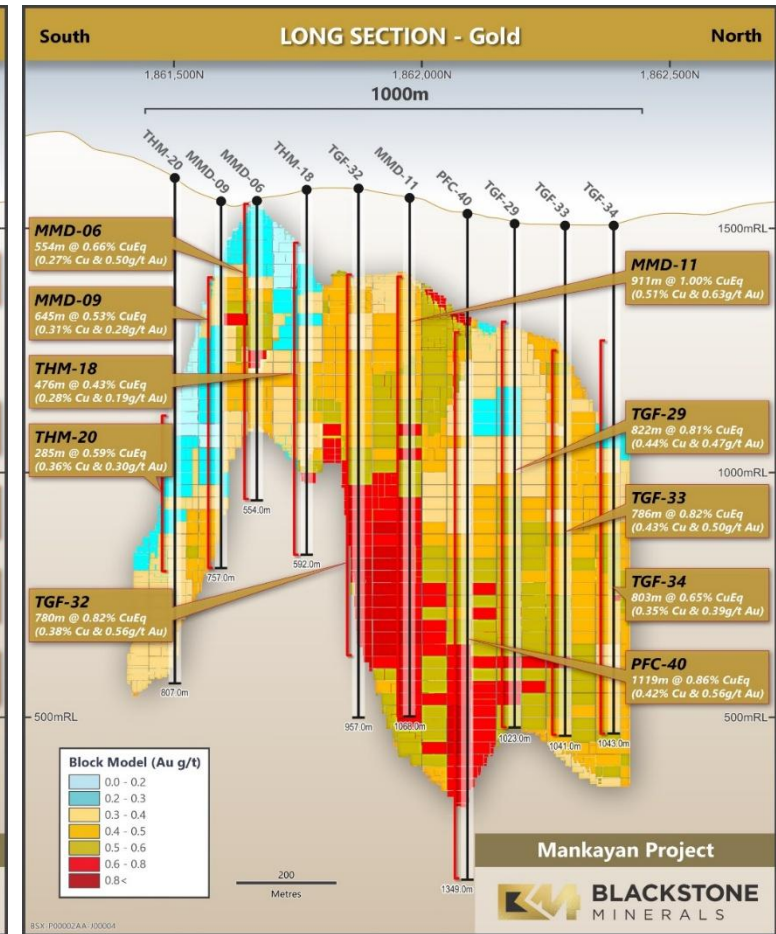 South
LONG SECTION - Gold
North
1,861,500N
1,862,000N
1,862,500N
1000m
THM-20
MMD-09
MMD-06
THM-18
TGF-32
MMD-11
PFC-40
TGF-29
TGF-33
TGF-34
1500mRL
MMD-06
554m @ 0.66% CuEq
(0.27% Cu & 0.50g/t Au)
MMD-09
645m @ 0.53% CuEq
(0.31% Cu & 0.28g/t Au)
THM-18
476m @ 0.43% CuEq
(0.28% Cu & 0.19g/t Au)
THM-20
285m @ 0.59% CuEq
(0.36% Cu & 0.30g/t Au)
TGF-32
780m @ 0.82% CuEq
(0.38% Cu & 0.56g/t Au)
MMD-11
911m @ 1.00% CuEq
(0.51% Cu & 0.63g/t Au)
TGF-29
822m @ 0.81% CuEq
(0.44% Cu & 0.47g/t Au)
1000mRL
TGF-33
786m @ 0.82% CuEq
(0.43% Cu & 0.50g/t Au)
TGF-34
803m @ 0.65% CuEq
(0.35% Cu & 0.39g/t Au)
PFC-40
1119m @ 0.86% CuEq
(0.42% Cu & 0.56g/t Au)
554.0m
757.0m
592.0m
807.0m
957.0m
1068.0m
1023.0m
1041.0m
1043.0m
1349.0m
500mRL
500mRL
Block Model (Au g/t)
0.0 - 0.2
0.2 - 0.3
0.3 - 0.4
0.4 - 0.5
0.5 - 0.6
0.6 - 0.8
0.8<
200
Metres
Mankayan Project
BLACKSTONE
MINERALS
BSX-P00002AA-J00004